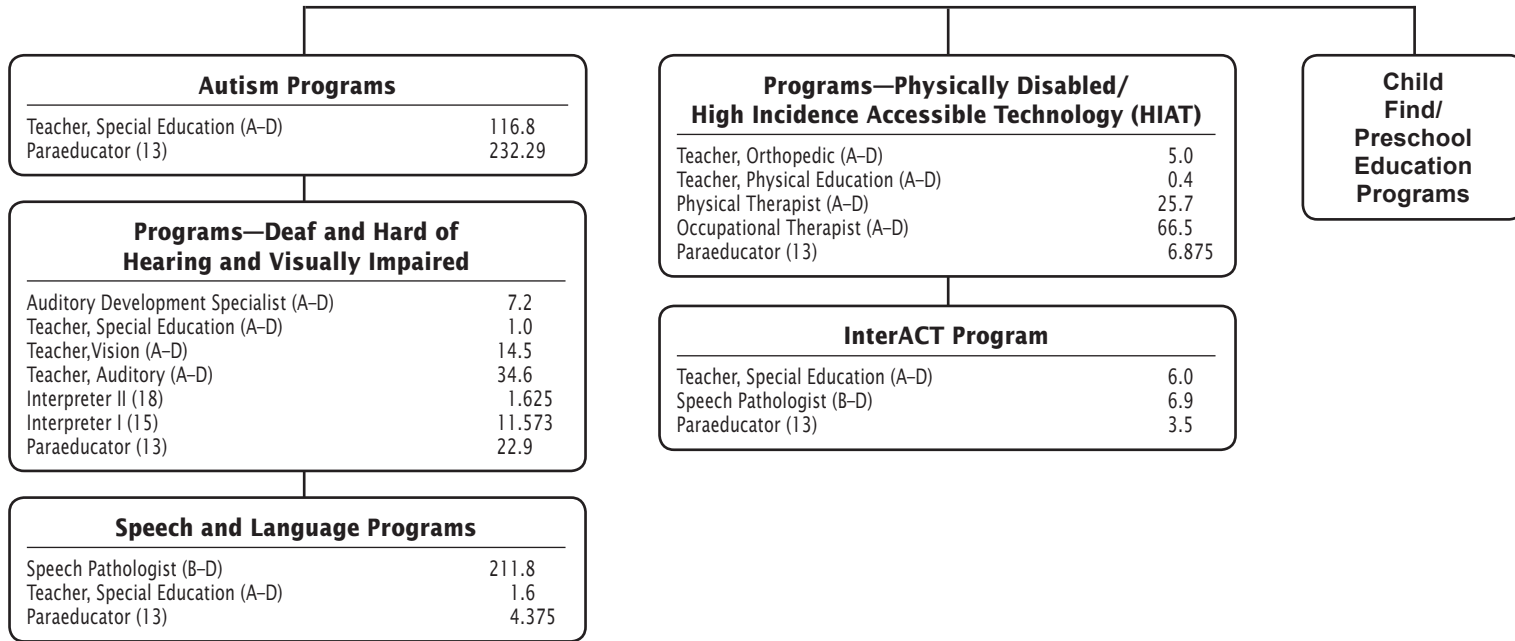 Autism Programs
Teacher, Special Education (A–D) 116.8
Paraeducator (13) 232.29
Programs—Deaf and Hard of
Hearing and Visually Impaired
Auditory Development Specialist (A–D) 7.2
Teacher, Special Education (A–D) 1.0
Teacher,Vision (A–D) 14.5
Teacher, Auditory (A–D) 34.6
Interpreter II (18) 1.625
Interpreter I (15) 11.573
Paraeducator (13) 22.9
Speech and Language Programs
Speech Pathologist (B–D) 211.8
Teacher, Special Education (A–D) 1.6
Paraeducator (13) 4.375
Programs—Physically Disabled/
High Incidence Accessible Technology (HIAT)
Teacher, Orthopedic (A–D) 5.0
Teacher, Physical Education (A–D) 0.4
Physical Therapist (A–D) 25.7
Occupational Therapist (A–D) 66.5
Paraeducator (13) 6.875
InterACT Program
Teacher, Special Education (A–D) 6.0
Speech Pathologist (B–D) 6.9
Paraeducator (13) 3.5
Child
Find/
Preschool
Education
Programs